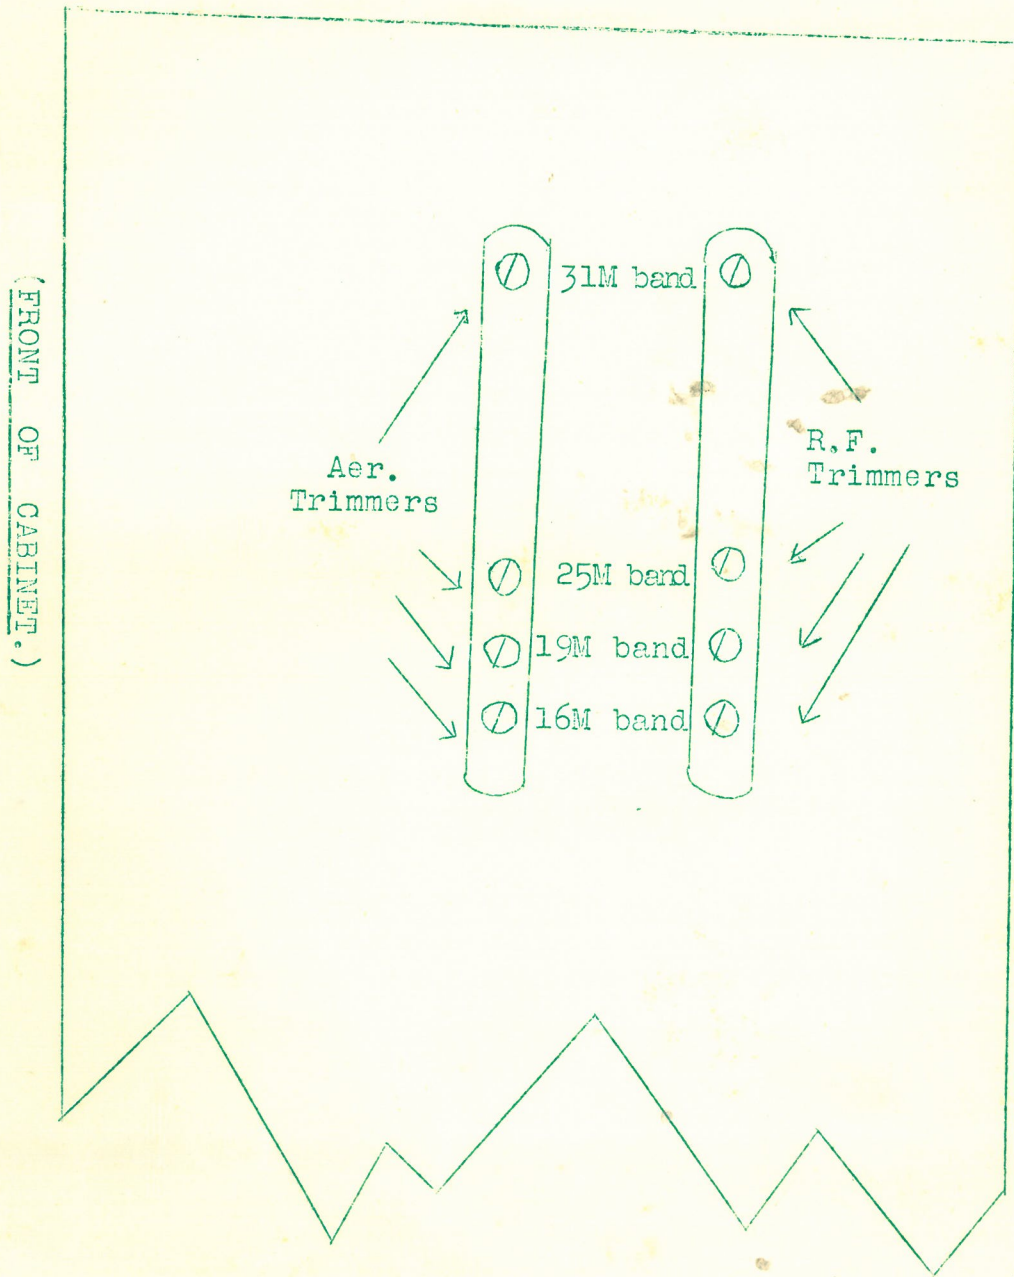 (FRONT OF CABINET.)
31M band
Aer.
Trimmers
R.F.
Trimmers
25M band
19M band
16M band